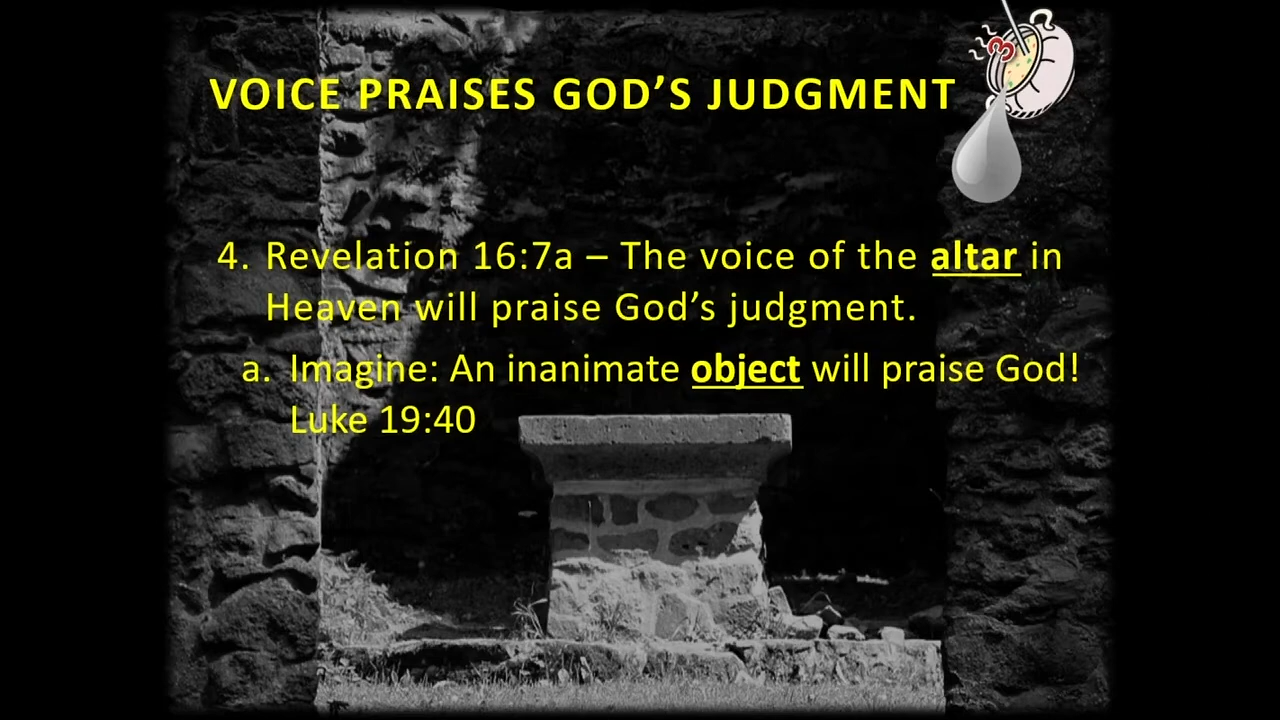 VOICE PRAISES GOD’S JUDGMENT
3
4. Revelation 16:7a – The voice of the altar in
Heaven will praise God’s judgment.
a. Imagine: An inanimate object will praise God!
Luke 19:40